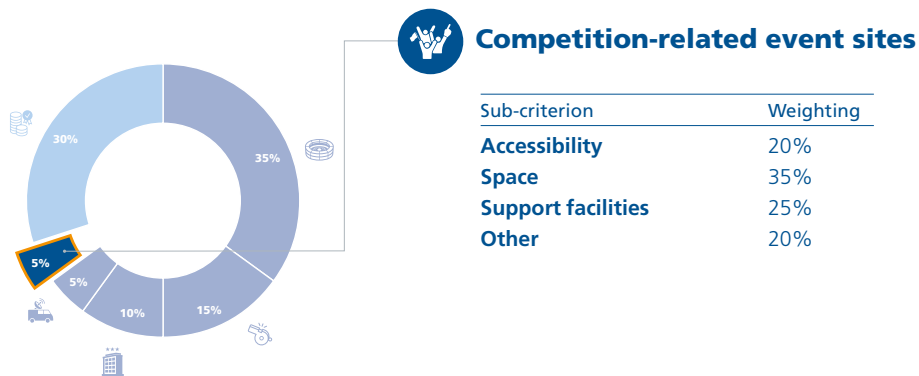 Competition-related event sites
Sub-criterion Weighting
Accessibility 20%
Space 35%
Support facilities 25%
Other 20%
30%
35%
5%
5%
10%
15%